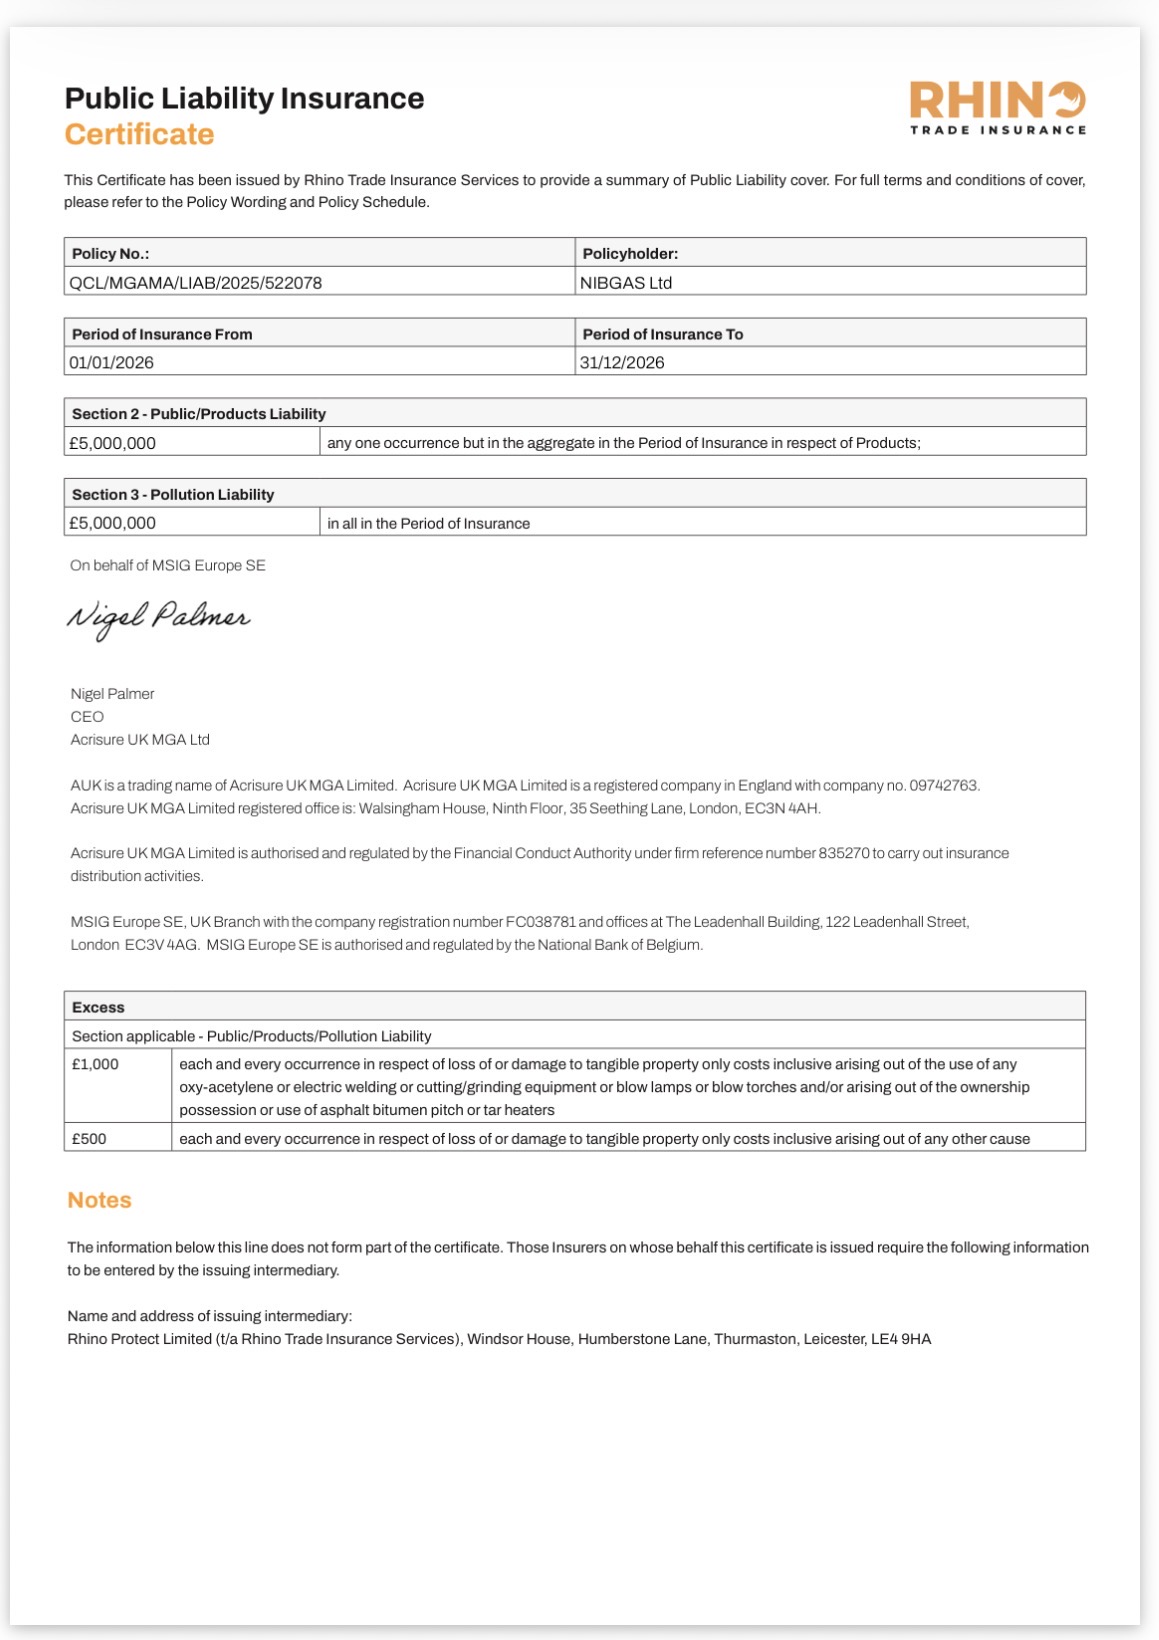 Public Liability Insurance
Certificate
RHINO
TRADE INSURANCE
This Certificate has been issued by Rhino Trade Insurance Services to provide a summary of Public Liability cover. For full terms and conditions of cover,
please refer to the Policy Wording and Policy Schedule.
Policy No.: Policyholder:
QCL/MGAMA/LIAB/2025/522078 NIBGAS Ltd
Period of Insurance From Period of Insurance To
01/01/2026 31/12/2026
Section 2 - Public/Products Liability
£5,000,000 any one occurrence but in the aggregate in the Period of Insurance in respect of Products;
Section 3 - Pollution Liability
£5,000,000 in all in the Period of Insurance
On behalf of MSIG Europe SE
Nigel Palmer
Nigel Palmer
CEO
Acrisure UK MGA Ltd
AUK is a trading name of Acrisure UK MGA Limited. Acrisure UK MGA Limited is a registered company in England with company no. 09742763.
Acrisure UK MGA Limited registered office is: Walsingham House, Ninth Floor, 35 Seething Lane, London, EC3N 4AH.
Acrisure UK MGA Limited is authorised and regulated by the Financial Conduct Authority under firm reference number 835270 to carry out insurance
distribution activities.
MSIG Europe SE, UK Branch with the company registration number FC038781 and offices at The Leadenhall Building, 122 Leadenhall Street,
London EC3V 4AG. MSIG Europe SE is authorised and regulated by the National Bank of Belgium.
Excess
Section applicable - Public/Products/Pollution Liability
£1,000 each and every occurrence in respect of loss of or damage to tangible property only costs inclusive arising out of the use of any
oxy-acetylene or electric welding or cutting/grinding equipment or blow lamps or blow torches and/or arising out of the ownership
possession or use of asphalt bitumen pitch or tar heaters
£500 each and every occurrence in respect of loss of or damage to tangible property only costs inclusive arising out of any other cause
Notes
The information below this line does not form part of the certificate. Those Insurers on whose behalf this certificate is issued require the following information
to be entered by the issuing intermediary.
Name and address of issuing intermediary:
Rhino Protect Limited (t/a Rhino Trade Insurance Services), Windsor House, Humberstone Lane, Thurmaston, Leicester, LE4 9HA